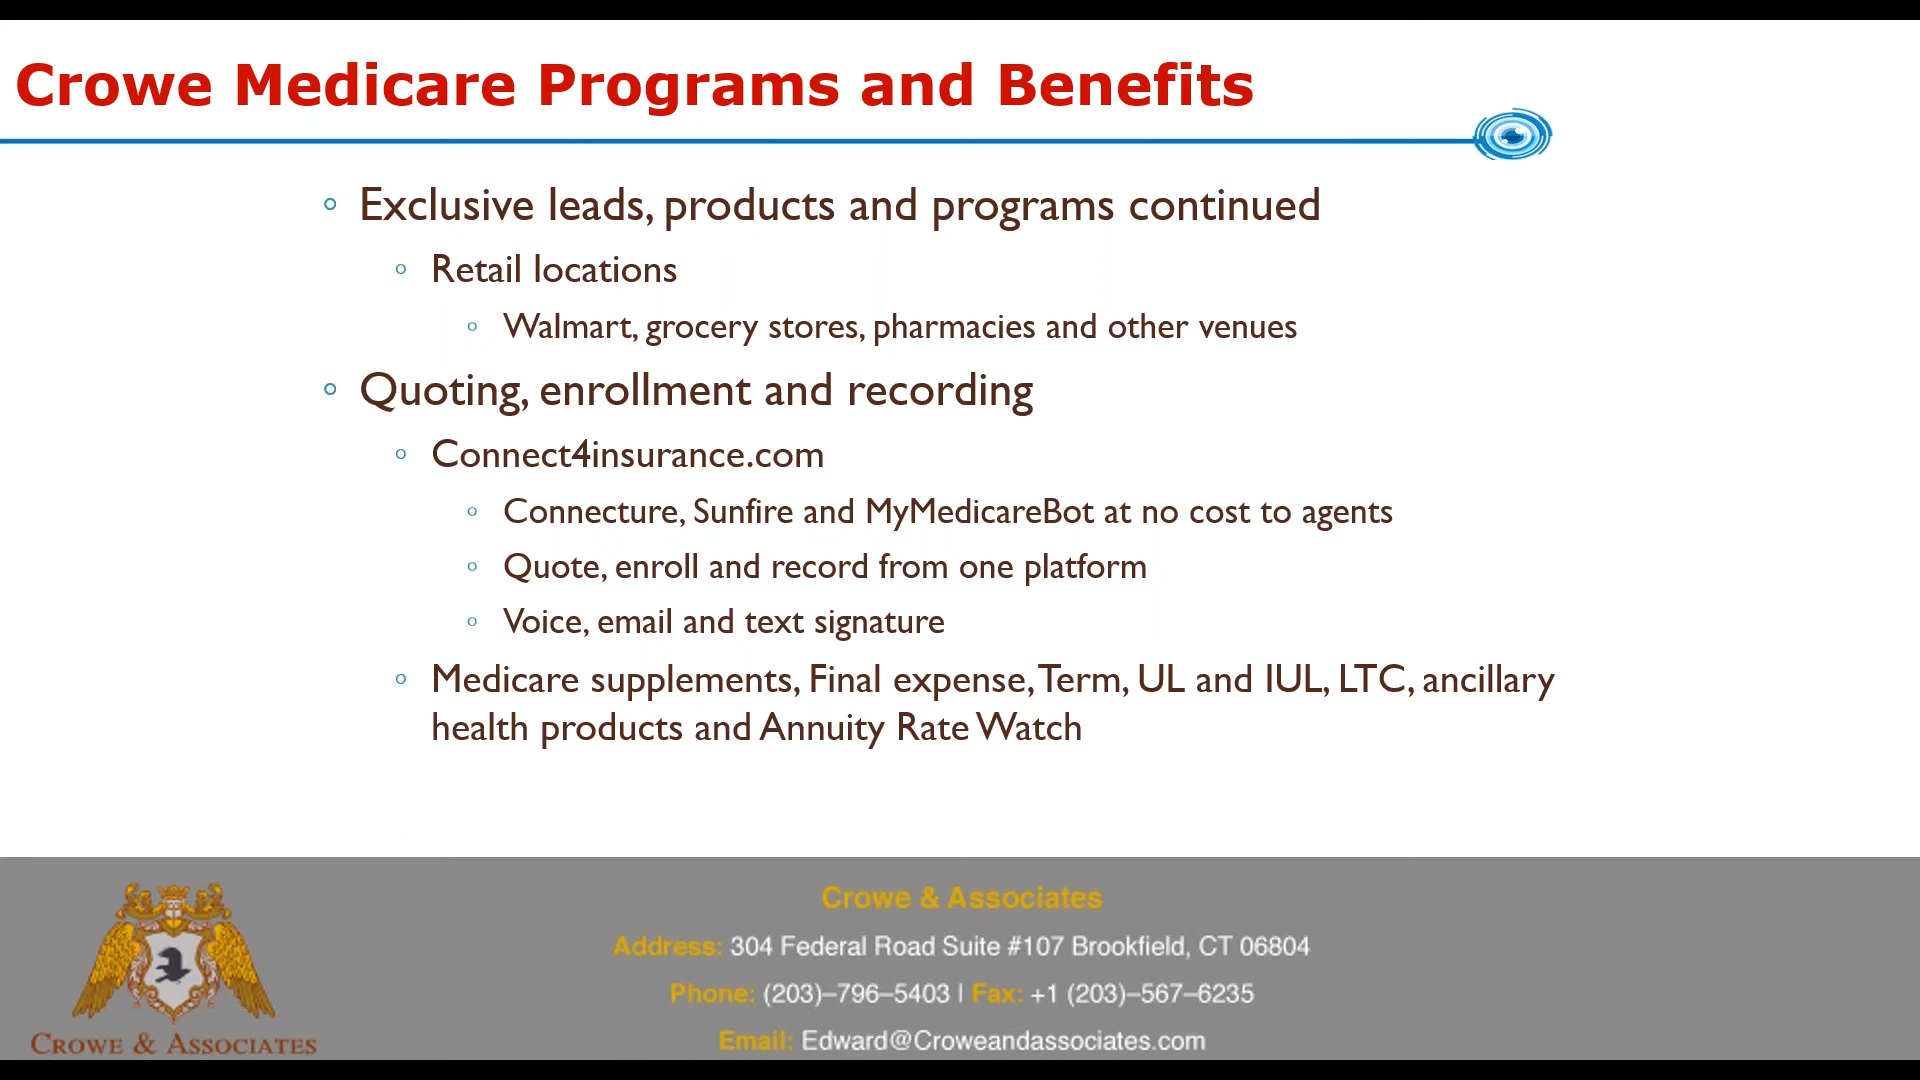 Crowe Medicare Programs and Benefits
Exclusive leads, products and programs continued
Retail locations
Walmart, grocery stores, pharmacies and other venues
Quoting, enrollment and recording
Connect4insurance.com
Connecture, Sunfire and MyMedicareBot at no cost to agents
Quote, enroll and record from one platform
Voice, email and text signature
Medicare supplements, Final expense, Term, UL and IUL, LTC, ancillary
health products and Annuity Rate Watch
Crowe & Associates
Address: 304 Federal Road Suite #107 Brookfield, CT 06804
Phone: (203)–796–5403 | Fax: +1 (203)–567–6235
Email: Edward@Croweandassociates.com
Crowe & Associates